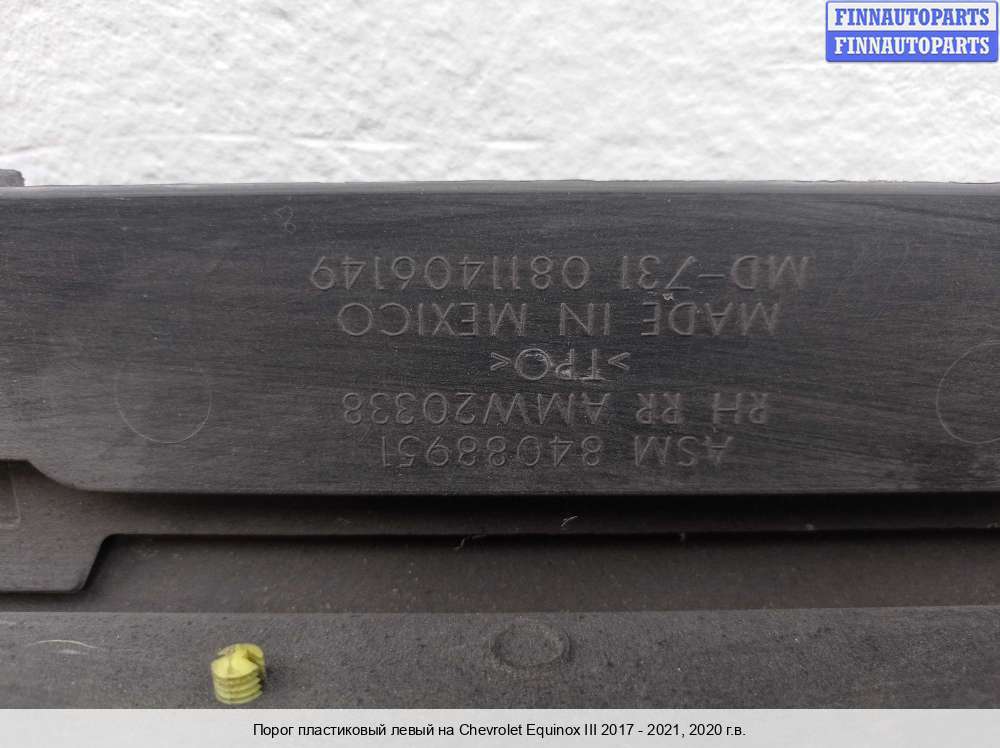 FINNAUTOPARTS
FINNAUTOPARTS
ASM 84088951
RH RR AMW20338
>TPO<
MADE IN MEXICO
MD-731 0811406149
Порог пластиковый левый на Chevrolet Equinox III 2017 - 2021, 2020 г.в.